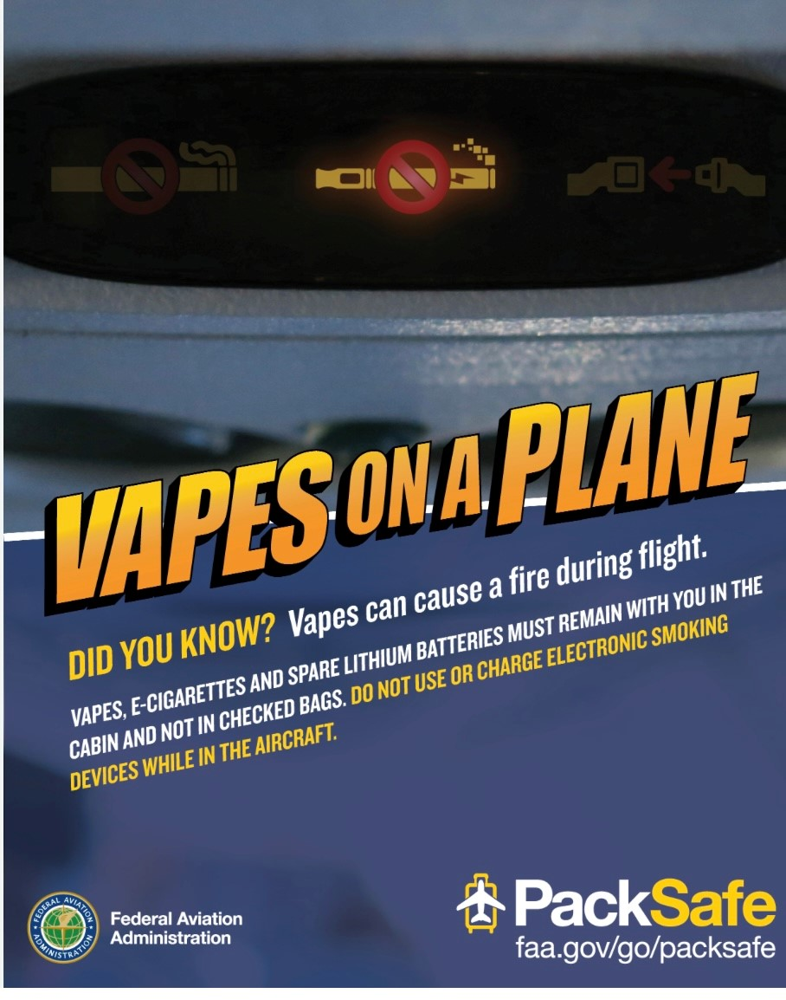 VAPES ON A PLANE
DID YOU KNOW? Vapes can cause a fire during flight.
VAPES, E-CIGARETTES AND SPARE LITHIUM BATTERIES MUST REMAIN WITH YOU IN THE
CABIN AND NOT IN CHECKED BAGS. DO NOT USE OR CHARGE ELECTRONIC SMOKING
DEVICES WHILE IN THE AIRCRAFT.
FEDERAL AVIATION
ADMINISTRATION
Federal Aviation
Administration
PackSafe
faa.gov/go/packsafe